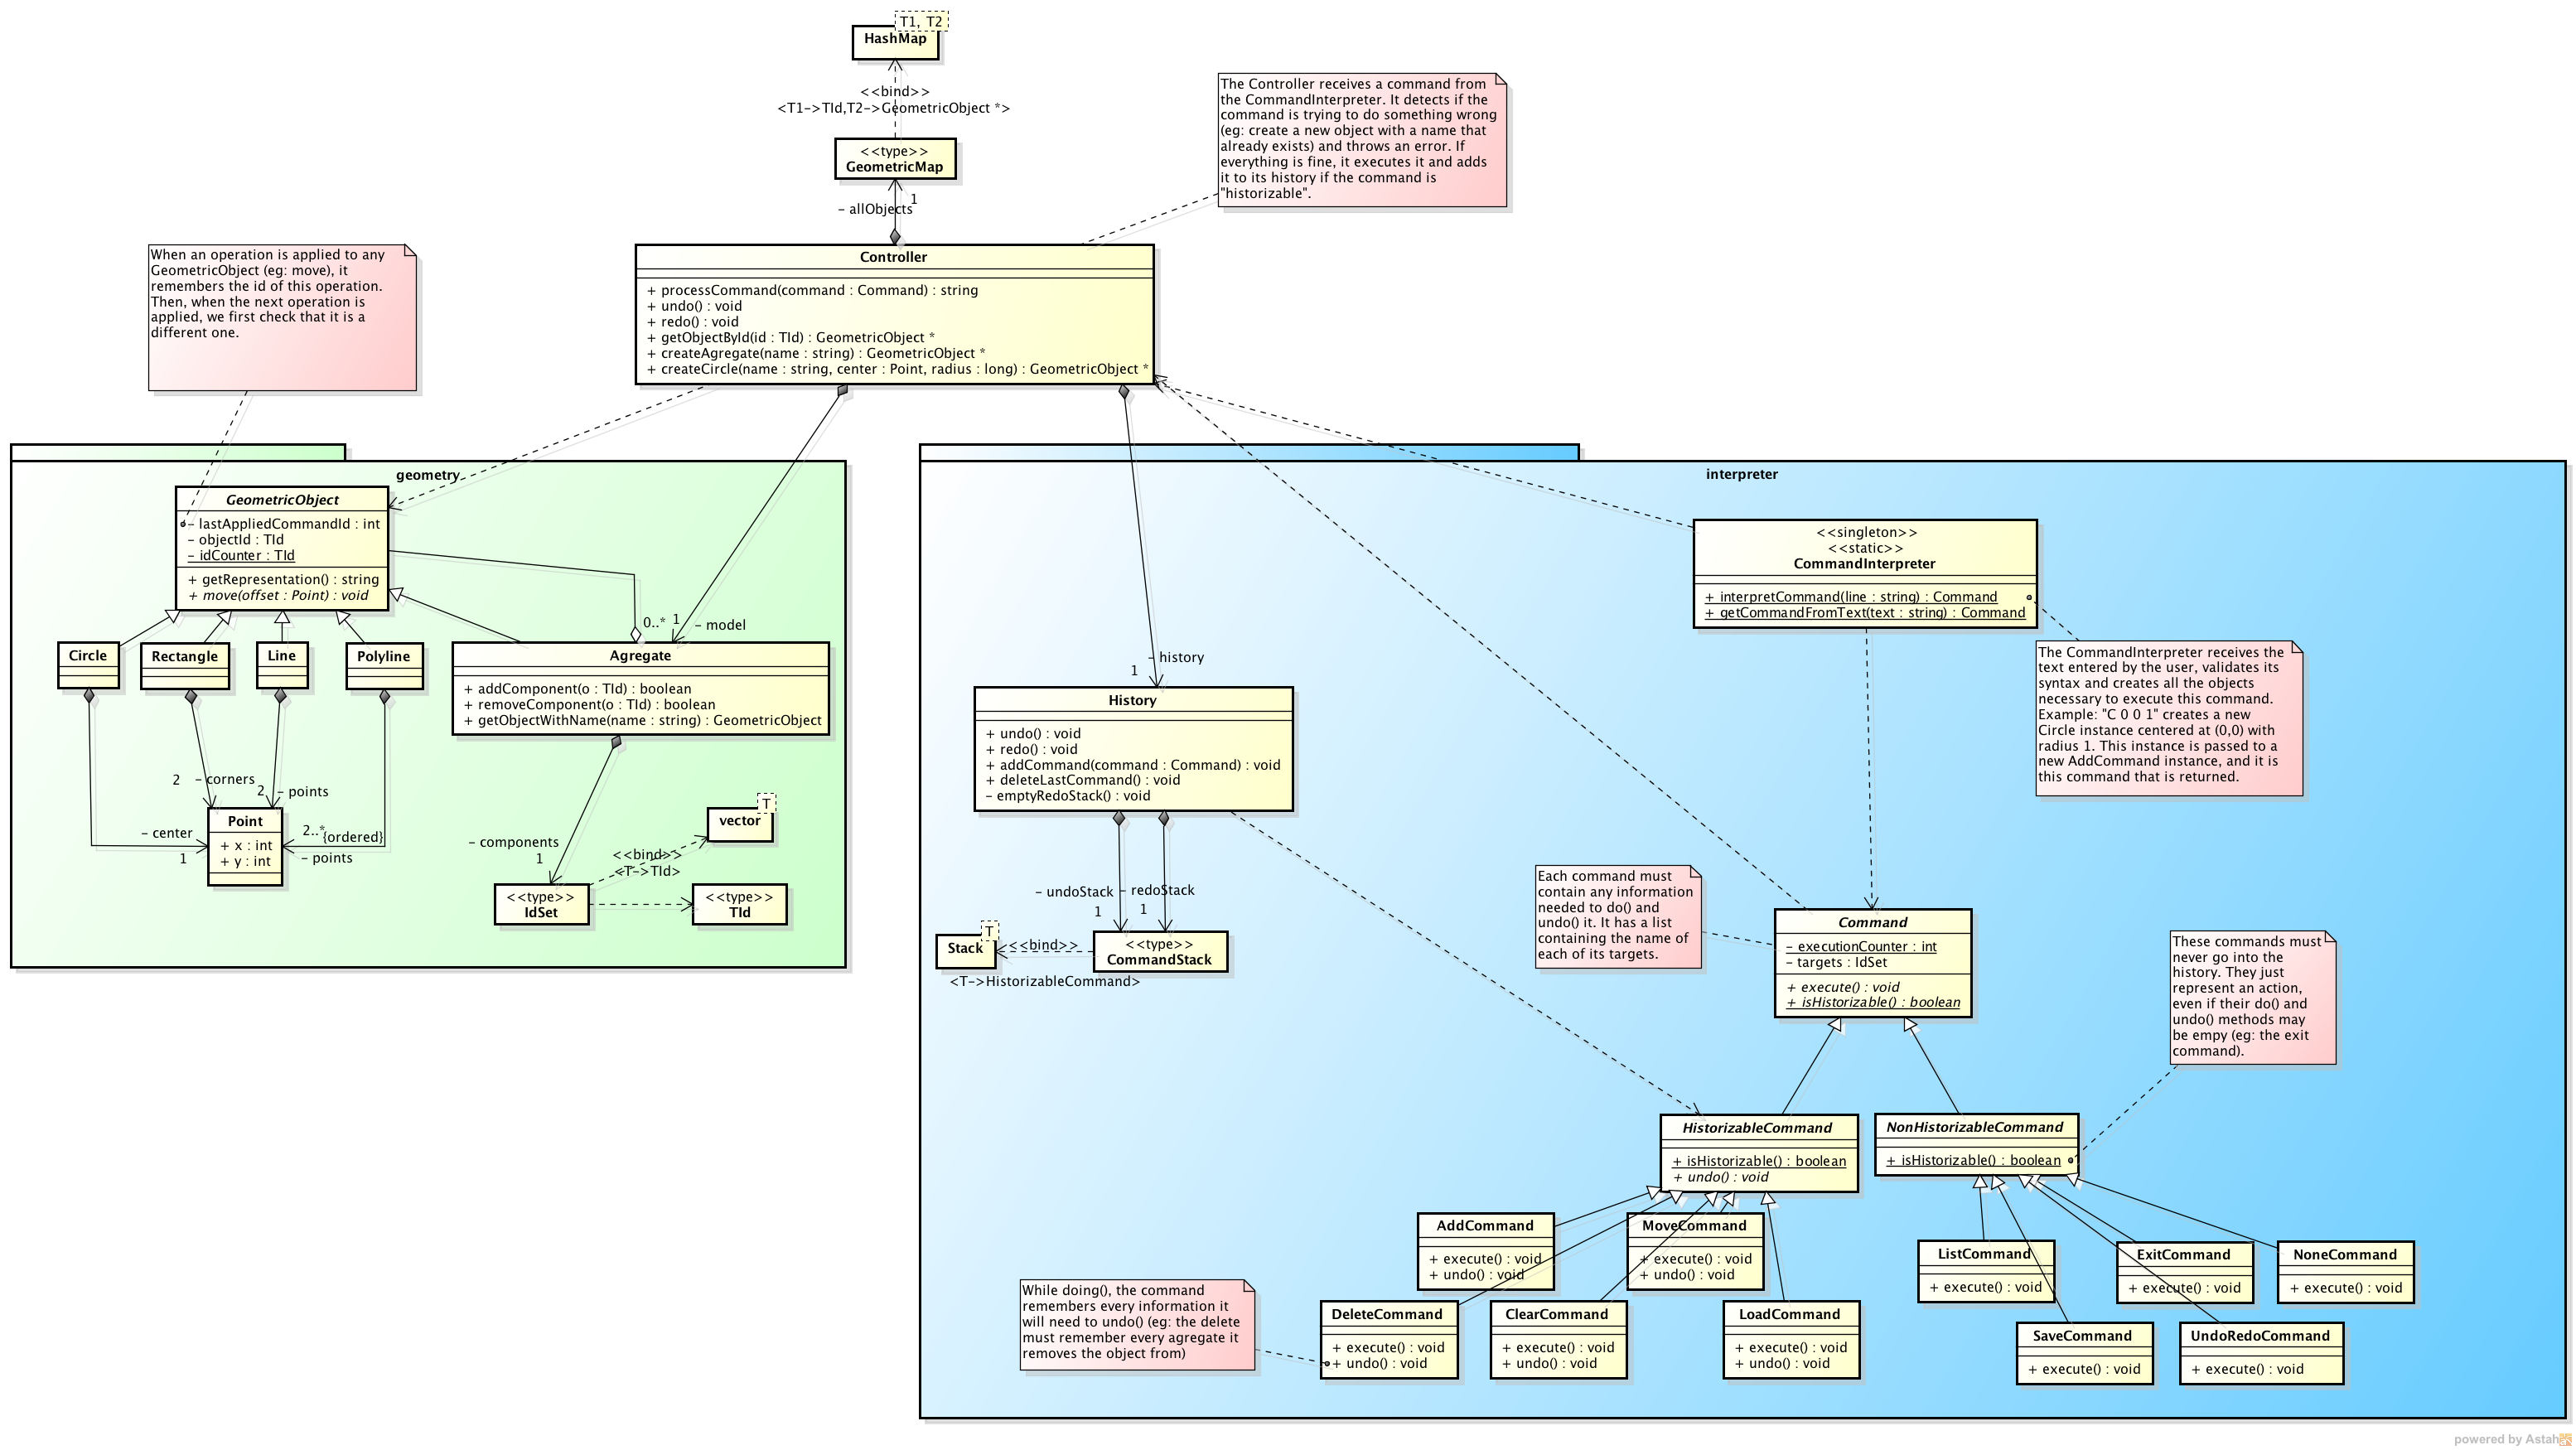 T1, T2
HashMap
<<bind>>
<T1->TId,T2->GeometricObject *>
<<type>>
GeometricMap
1
- allObjects
The Controller receives a command from
the CommandInterpreter. It detects if the
command is trying to do something wrong
(eg: create a new object with a name that
already exists) and throws an error. If
everything is fine, it executes it and adds
it to its history if the command is
"historizable".
When an operation is applied to any
GeometricObject (eg: move), it
remembers the id of this operation.
Then, when the next operation is
applied, we first check that it is a
different one.
Controller
+ processCommand(command : Command) : string
+ undo() : void
+ redo() : void
+ getObjectById(id : TId) : GeometricObject *
+ createAgregate(name : string) : GeometricObject *
+ createCircle(name : string, center : Point, radius : long) : GeometricObject *
geometry
GeometricObject
- lastAppliedCommandId : int
- objectId : TId
- idCounter : TId
+ getRepresentation() : string
+ move(offset : Point) : void
0..*
1
- model
Circle
Rectangle
Line
Polyline
Agregate
+ addComponent(o : TId) : boolean
+ removeComponent(o : TId) : boolean
+ getObjectWithName(name : string) : GeometricObject
2
- corners
2
- points
- center
1
2..*
{ordered}
- points
Point
+ x : int
+ y : int
- components
1
T
vector
<<bind>>
<T->TId>
<<type>>
IdSet
<<type>>
TId
interpreter
<<singleton>>
<<static>>
CommandInterpreter
+ interpretCommand(line : string) : Command
+ getCommandFromText(text : string) : Command
The CommandInterpreter receives the
text entered by the user, validates its
syntax and creates all the objects
necessary to execute this command.
Example: "C 0 0 1" creates a new
Circle instance centered at (0,0) with
radius 1. This instance is passed to a
new AddCommand instance, and it is
this command that is returned.
- history
1
History
+ undo() : void
+ redo() : void
+ addCommand(command : Command) : void
+ deleteLastCommand() : void
- emptyRedoStack() : void
- undoStack
1
- redoStack
1
T
Stack
<<bind>>
<T->HistorizableCommand>
<<type>>
CommandStack
Each command must
contain any information
needed to do() and
undo() it. It has a list
containing the name of
each of its targets.
Command
- executionCounter : int
- targets : IdSet
+ execute() : void
+ isHistorizable() : boolean
These commands must
never go into the
history. They just
represent an action,
even if their do() and
undo() methods may
be empy (eg: the exit
command).
HistorizableCommand
+ isHistorizable() : boolean
+ undo() : void
NonHistorizableCommand
+ isHistorizable() : boolean
AddCommand
+ execute() : void
+ undo() : void
MoveCommand
+ execute() : void
+ undo() : void
ListCommand
+ execute() : void
ExitCommand
+ execute() : void
NoneCommand
+ execute() : void
While doing(), the command
remembers every information it
will need to undo() (eg: the delete
must remember every agregate it
removes the object from)
DeleteCommand
+ execute() : void
+ undo() : void
ClearCommand
+ execute() : void
+ undo() : void
LoadCommand
+ execute() : void
+ undo() : void
SaveCommand
+ execute() : void
UndoRedoCommand
+ execute() : void
powered by Astah